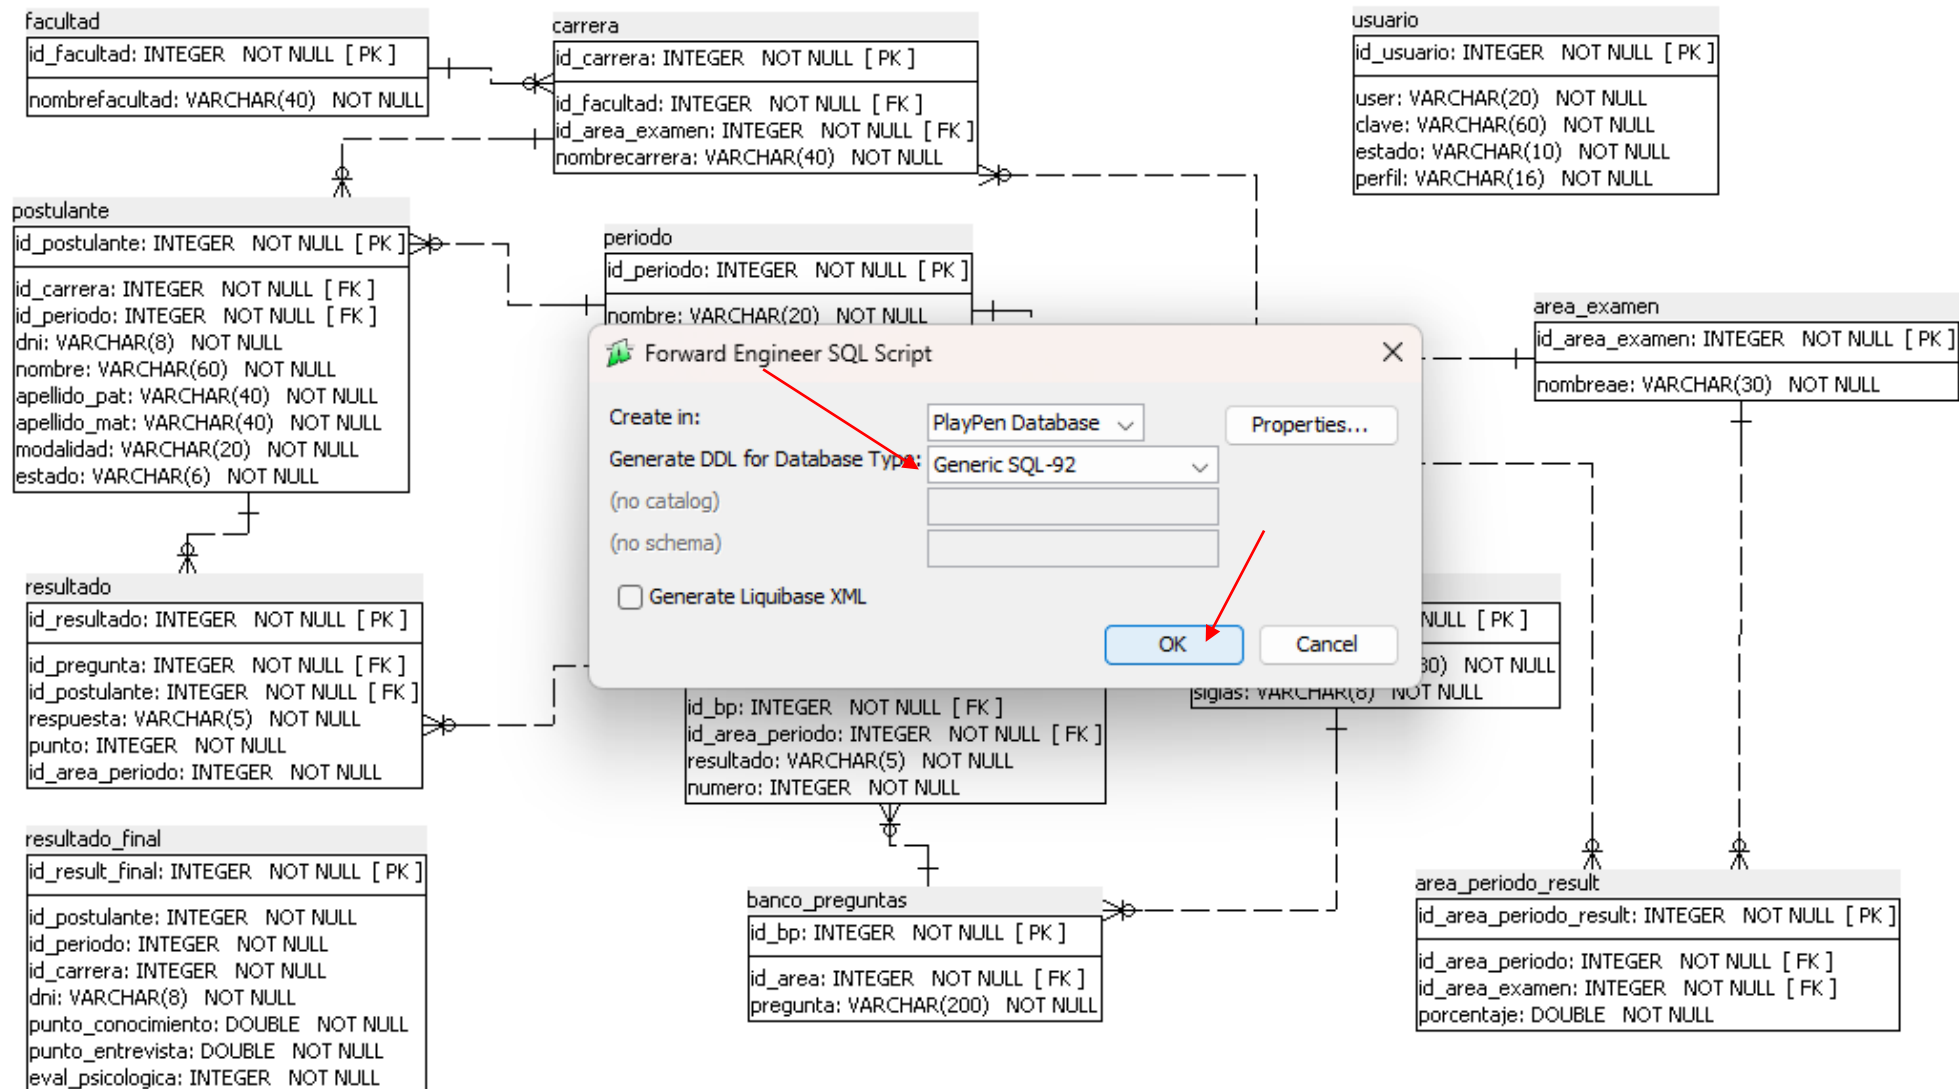 facultad
id_facultad: INTEGER NOT NULL [ PK ]
nombrefacultad: VARCHAR(40) NOT NULL
carrera
id_carrera: INTEGER NOT NULL [ PK ]
id_facultad: INTEGER NOT NULL [ FK ]
id_area_examen: INTEGER NOT NULL [ FK ]
nombrecarrera: VARCHAR(40) NOT NULL
usuario
id_usuario: INTEGER NOT NULL [ PK ]
user: VARCHAR(20) NOT NULL
clave: VARCHAR(60) NOT NULL
estado: VARCHAR(10) NOT NULL
perfil: VARCHAR(16) NOT NULL
postulante
id_postulante: INTEGER NOT NULL [ PK ]
id_carrera: INTEGER NOT NULL [ FK ]
id_periodo: INTEGER NOT NULL [ FK ]
dni: VARCHAR(8) NOT NULL
nombre: VARCHAR(60) NOT NULL
apellido_pat: VARCHAR(40) NOT NULL
apellido_mat: VARCHAR(40) NOT NULL
modalidad: VARCHAR(20) NOT NULL
estado: VARCHAR(6) NOT NULL
periodo
id_periodo: INTEGER NOT NULL [ PK ]
nombre: VARCHAR(20) NOT NULL
area_examen
id_area_examen: INTEGER NOT NULL [ PK ]
nombreae: VARCHAR(30) NOT NULL
Forward Engineer SQL Script
Create in:
PlayPen Database
Properties...
Generate DDL for Database Type:
Generic SQL-92
(no catalog)
(no schema)
Generate Liquibase XML
OK
Cancel
NULL [ PK ]
30) NOT NULL
siglas: VARCHAR(8) NOT NULL
resultado
id_resultado: INTEGER NOT NULL [ PK ]
id_pregunta: INTEGER NOT NULL [ FK ]
id_postulante: INTEGER NOT NULL [ FK ]
respuesta: VARCHAR(5) NOT NULL
punto: INTEGER NOT NULL
id_area_periodo: INTEGER NOT NULL
id_bp: INTEGER NOT NULL [ FK ]
id_area_periodo: INTEGER NOT NULL [ FK ]
resultado: VARCHAR(5) NOT NULL
numero: INTEGER NOT NULL
resultado_final
id_result_final: INTEGER NOT NULL [ PK ]
id_postulante: INTEGER NOT NULL
id_periodo: INTEGER NOT NULL
id_carrera: INTEGER NOT NULL
dni: VARCHAR(8) NOT NULL
punto_conocimiento: DOUBLE NOT NULL
punto_entrevista: DOUBLE NOT NULL
eval_psicologica: INTEGER NOT NULL
banco_preguntas
id_bp: INTEGER NOT NULL [ PK ]
id_area: INTEGER NOT NULL [ FK ]
pregunta: VARCHAR(200) NOT NULL
area_periodo_result
id_area_periodo_result: INTEGER NOT NULL [ PK ]
id_area_periodo: INTEGER NOT NULL [ FK ]
id_area_examen: INTEGER NOT NULL [ FK ]
porcentaje: DOUBLE NOT NULL